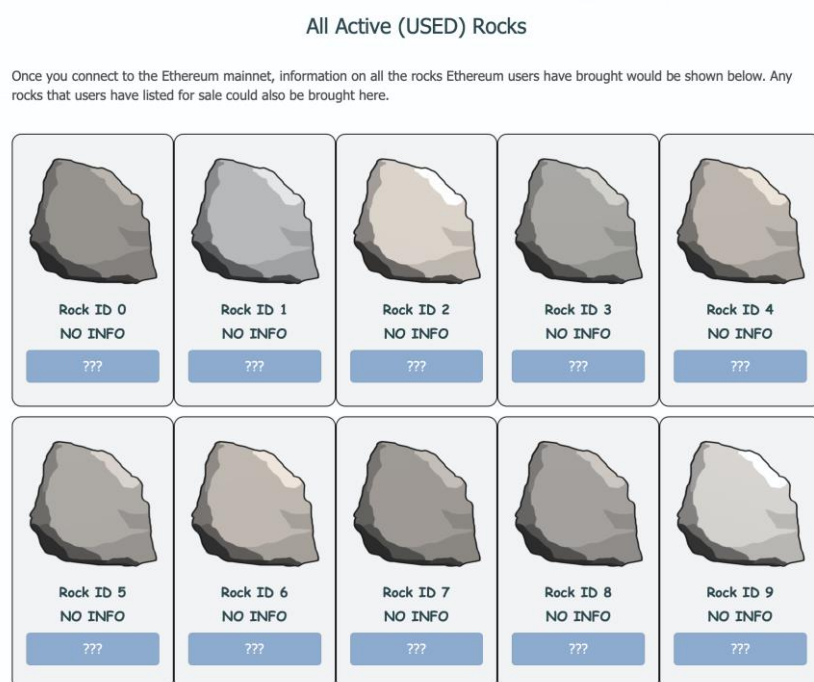 All Active (USED) Rocks
Once you connect to the Ethereum mainnet, information on all the rocks Ethereum users have brought would be shown below. Any
rocks that users have listed for sale could also be brought here.
Rock ID 0
NO INFO
???
Rock ID 1
NO INFO
???
Rock ID 2
NO INFO
???
Rock ID 3
NO INFO
???
Rock ID 4
NO INFO
???
Rock ID 5
NO INFO
???
Rock ID 6
NO INFO
???
Rock ID 7
NO INFO
???
Rock ID 8
NO INFO
???
Rock ID 9
NO INFO
???